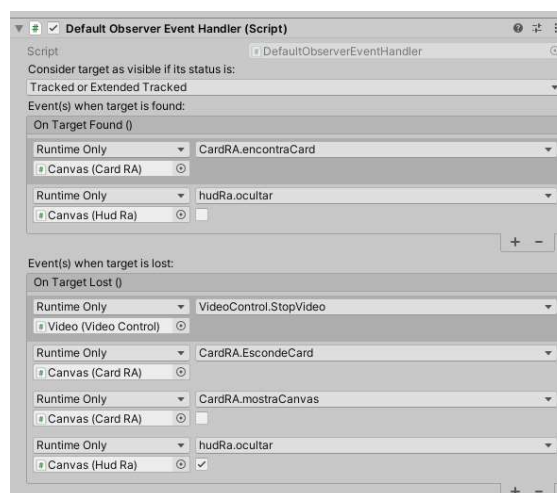 Default Observer Event Handler (Script)
Script DefaultObserverEventHandler
Consider target as visible if its status is:
Tracked or Extended Tracked
Event(s) when target is found:
On Target Found ()
Runtime Only CardRA.encontraCard
Canvas (Card RA)
Runtime Only hudRa.ocultar
Canvas (Hud Ra)
+ -
Event(s) when target is lost:
On Target Lost ()
Runtime Only VideoControl.StopVideo
Video (Video Control)
Runtime Only CardRA.EscondeCard
Canvas (Card RA)
Runtime Only CardRA.mostraCanvas
Canvas (Card RA)
Runtime Only hudRa.ocultar
Canvas (Hud Ra)
+ -